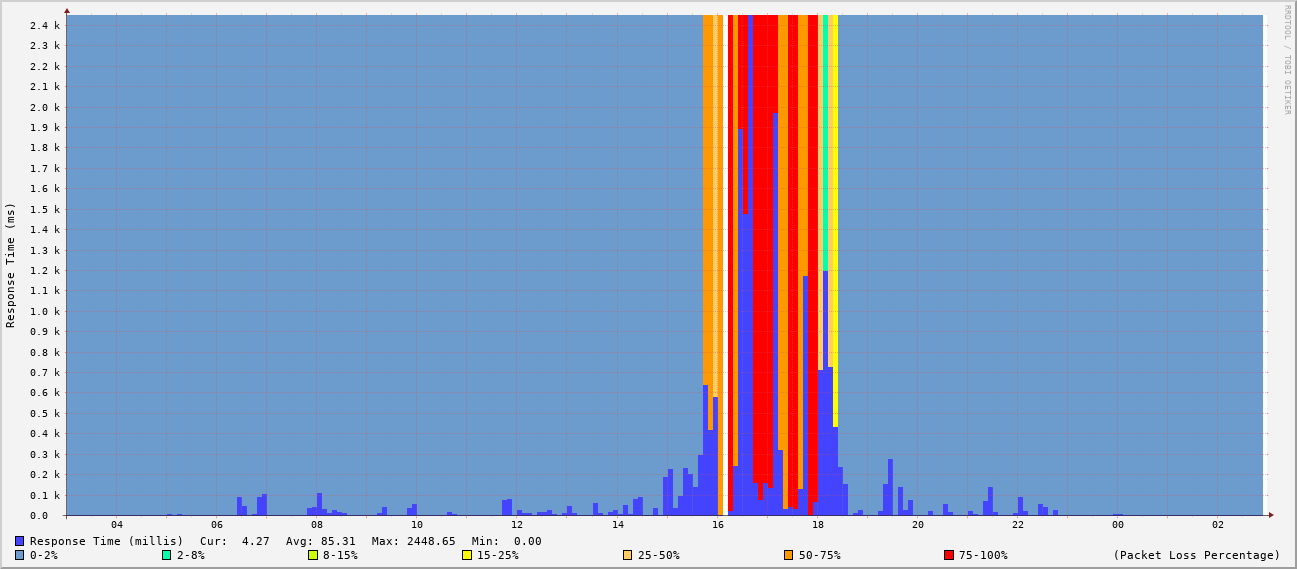 RRDTOOL / TOBI OETIKER
Response Time (ms)
2.4 k
2.3 k
2.2 k
2.1 k
2.0 k
1.9 k
1.8 k
1.7 k
1.6 k
1.5 k
1.4 k
1.3 k
1.2 k
1.1 k
1.0 k
0.9 k
0.8 k
0.7 k
0.6 k
0.5 k
0.4 k
0.3 k
0.2 k
0.1 k
0.0
04 06 08 10 12 14 16 18 20 22 00 02
Response Time (millis) Cur: 4.27 Avg: 85.31 Max: 2448.65 Min: 0.00
0-2% 2-8% 8-15% 15-25% 25-50% 50-75% 75-100% (Packet Loss Percentage)